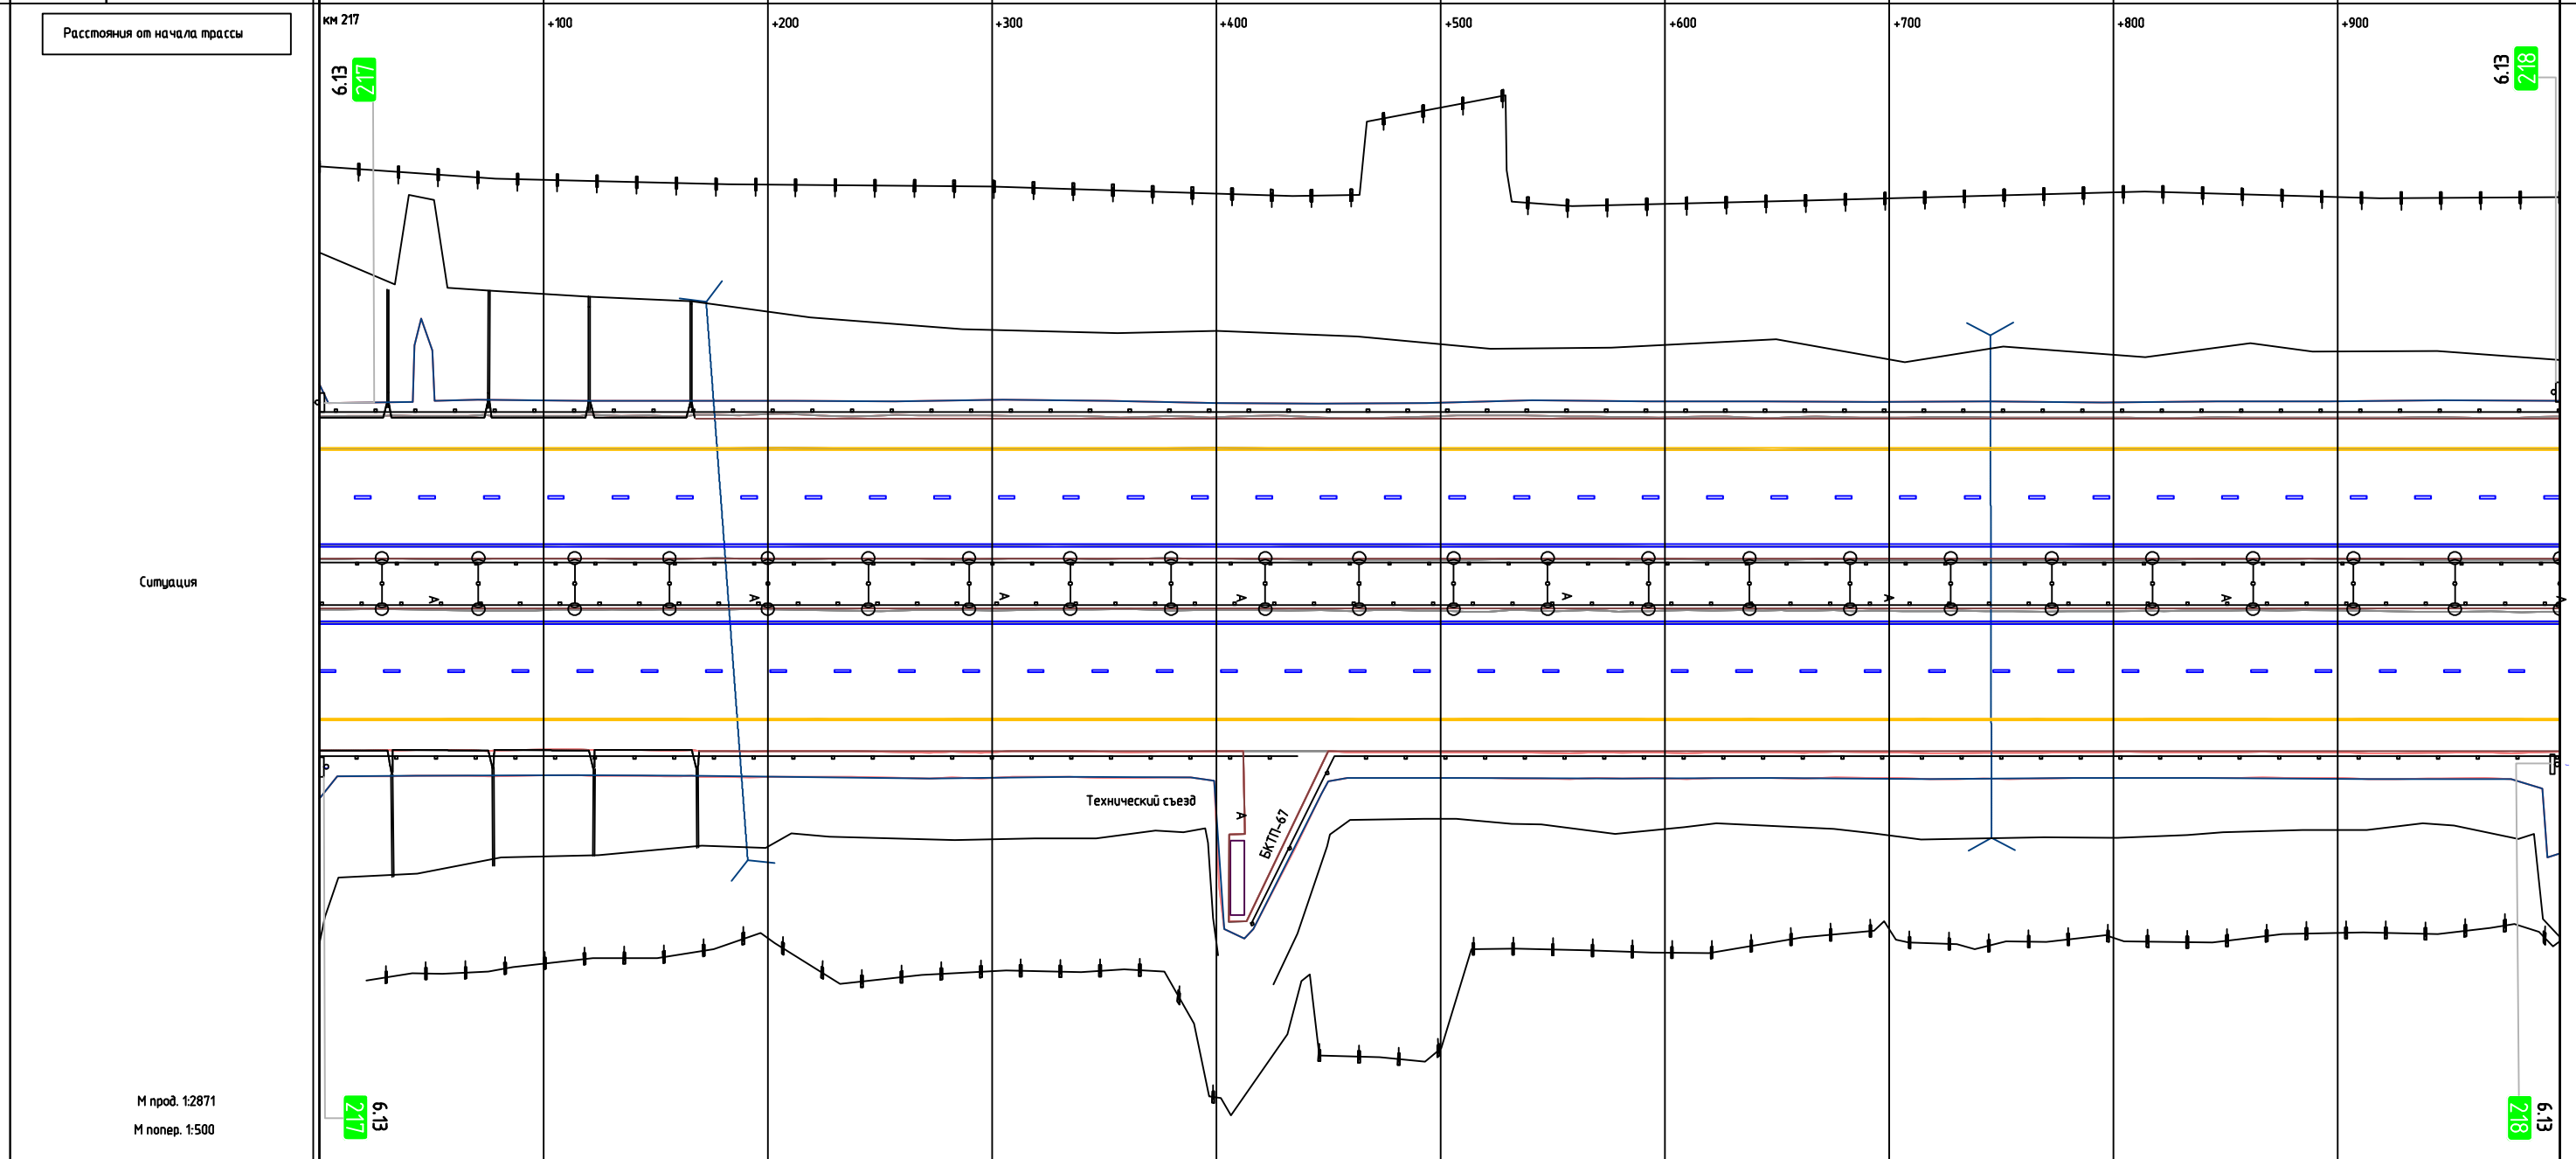 Расстояния от начала трассы
км 217
+100
+200
+300
+400
+500
+600
+700
+800
+900
6.13
217
6.13
218
Ситуация
А
А
А
А
А
А
А
А
Технический съезд
А
БКТП-67
М прод. 1:2871
М попер. 1:500
217
6.13
218
6.13